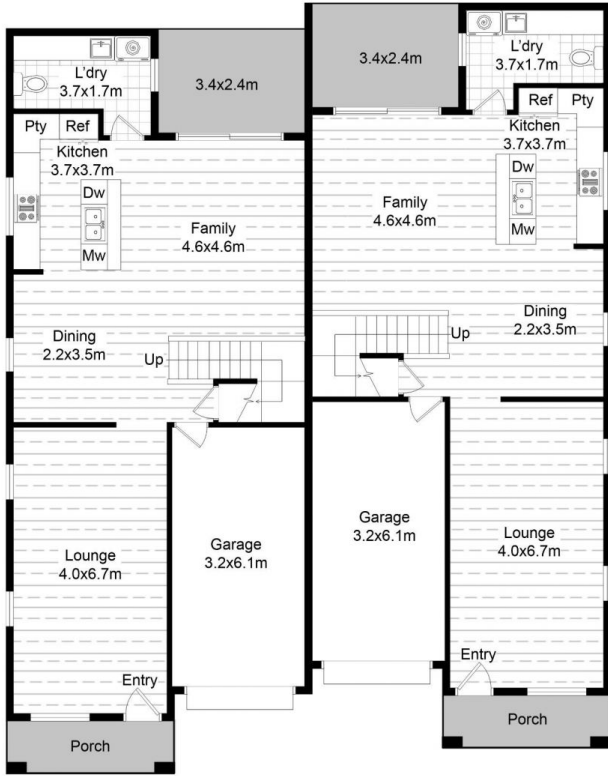 L'dry
3.7x1.7m
3.4x2.4m
Pty
Ref
Kitchen
3.7x3.7m
Dw
Mw
Family
4.6x4.6m
Dining
2.2x3.5m
Up
Lounge
4.0x6.7m
Garage
3.2x6.1m
Entry
Porch
3.4x2.4m
L'dry
3.7x1.7m
Ref
Pty
Kitchen
3.7x3.7m
Dw
Mw
Family
4.6x4.6m
Dining
2.2x3.5m
Up
Garage
3.2x6.1m
Lounge
4.0x6.7m
Entry
Porch